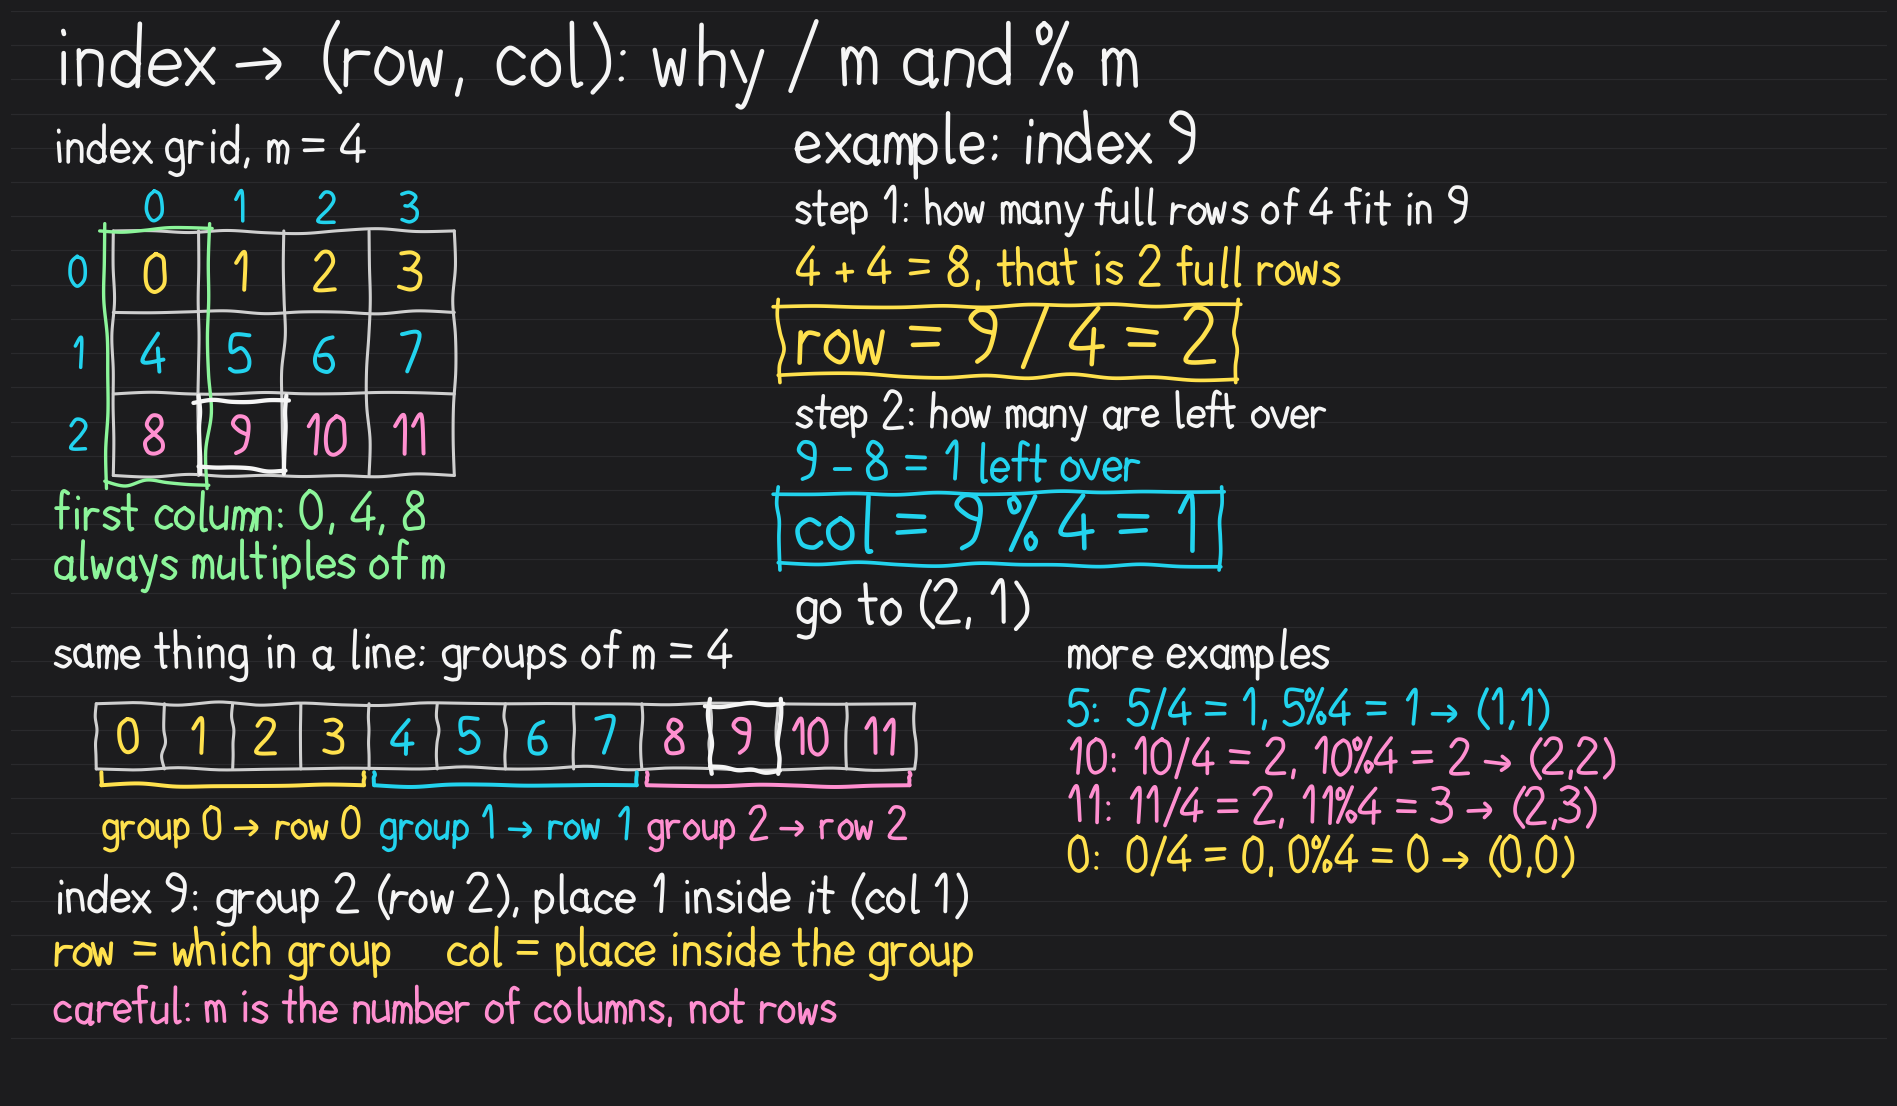 index → (row, col): why / m and % m
index grid, m = 4
0 1 2 3
0 0 1 2 3
1 4 5 6 7
2 8 9 10 11
first column: 0, 4, 8
always multiples of m
example: index 9
step 1: how many full rows of 4 fit in 9
4 + 4 = 8, that is 2 full rows
row = 9 / 4 = 2
step 2: how many are left over
9 - 8 = 1 left over
col = 9 % 4 = 1
go to (2, 1)
same thing in a line: groups of m = 4
0 1 2 3 4 5 6 7 8 9 10 11
group 0 → row 0 group 1 → row 1 group 2 → row 2
index 9: group 2 (row 2), place 1 inside it (col 1)
row = which group col = place inside the group
careful: m is the number of columns, not rows
more examples
5: 5/4 = 1, 5%4 = 1 → (1,1)
10: 10/4 = 2, 10%4 = 2 → (2,2)
11: 11/4 = 2, 11%4 = 3 → (2,3)
0: 0/4 = 0, 0%4 = 0 → (0,0)